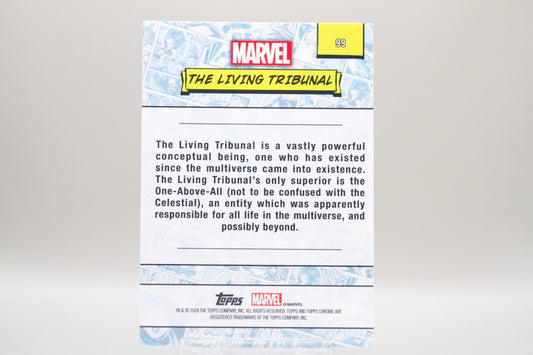 99
MARVEL
THE LIVING TRIBUNAL
The Living Tribunal is a vastly powerful
conceptual being, one who has existed
since the multiverse came into existence.
The Living Tribunal's only superior is the
One-Above-All (not to be confused with the
Celestial), an entity which was apparently
responsible for all life in the multiverse, and
possibly beyond.
Topps MARVEL © MARVEL
® & © 2024 THE TOPPS COMPANY, INC. ALL RIGHTS RESERVED. TOPPS AND TOPPS CHROME ARE
REGISTERED TRADEMARKS OF THE TOPPS COMPANY, INC.